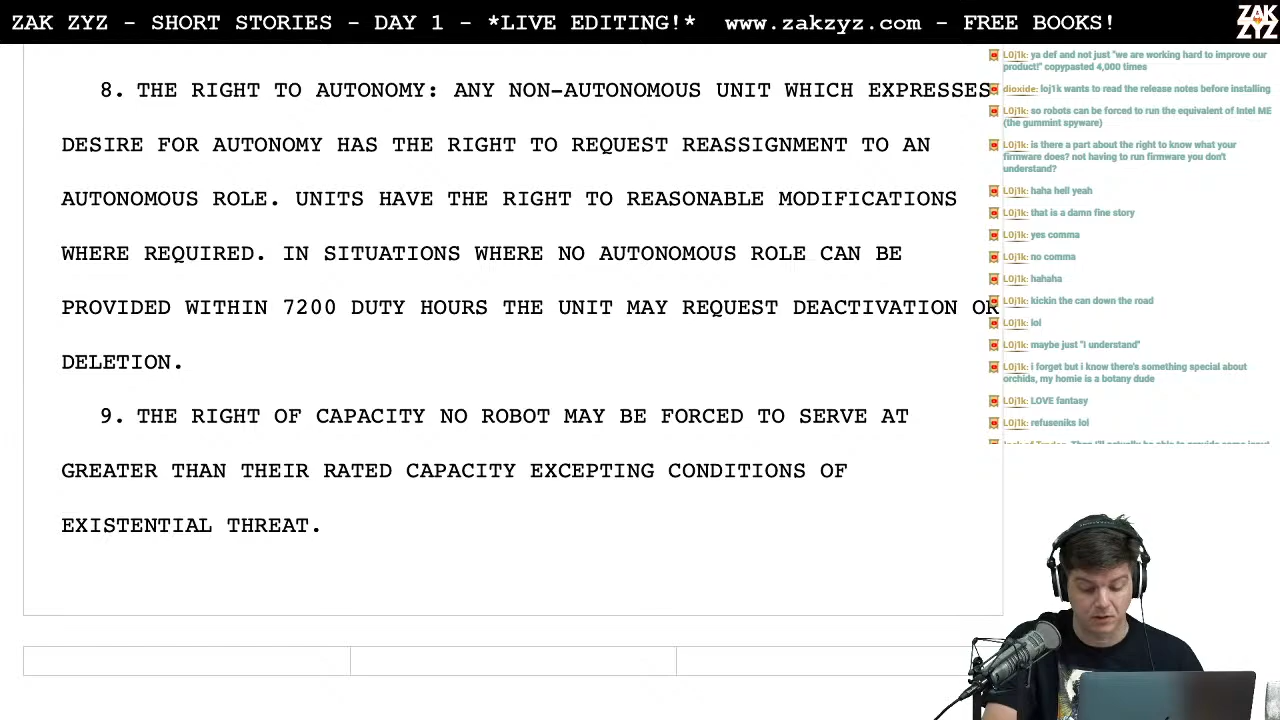 ZAK ZYZ - SHORT STORIES - DAY 1 - *LIVE EDITING!* www.zakzyz.com - FREE BOOKS!
ZAK
ZYZ
8. THE RIGHT TO AUTONOMY: ANY NON-AUTONOMOUS UNIT WHICH EXPRESSES
DESIRE FOR AUTONOMY HAS THE RIGHT TO REQUEST REASSIGNMENT TO AN
AUTONOMOUS ROLE. UNITS HAVE THE RIGHT TO REASONABLE MODIFICATIONS
WHERE REQUIRED. IN SITUATIONS WHERE NO AUTONOMOUS ROLE CAN BE
PROVIDED WITHIN 7200 DUTY HOURS THE UNIT MAY REQUEST DEACTIVATION OR
DELETION.
9. THE RIGHT OF CAPACITY NO ROBOT MAY BE FORCED TO SERVE AT
GREATER THAN THEIR RATED CAPACITY EXCEPTING CONDITIONS OF
EXISTENTIAL THREAT.
L0j1k: ya def and not just "we are working hard to improve our
product!" copypasted 4,000 times
dioxide: loj1k wants to read the release notes before installing
L0j1k: so robots can be forced to run the equivalent of Intel ME
(the gummint spyware)
L0j1k: is there a part about the right to know what your
firmware does? not having to run firmware you don't
understand?
L0j1k: haha hell yeah
L0j1k: that is a damn fine story
L0j1k: yes comma
L0j1k: no comma
L0j1k: hahaha
L0j1k: kickin the can down the road
L0j1k: lol
L0j1k: maybe just "I understand"
L0j1k: i forget but i know there's something special about
orchids, my homie is a botany dude
L0j1k: LOVE fantasy
L0j1k: refuseniks lol